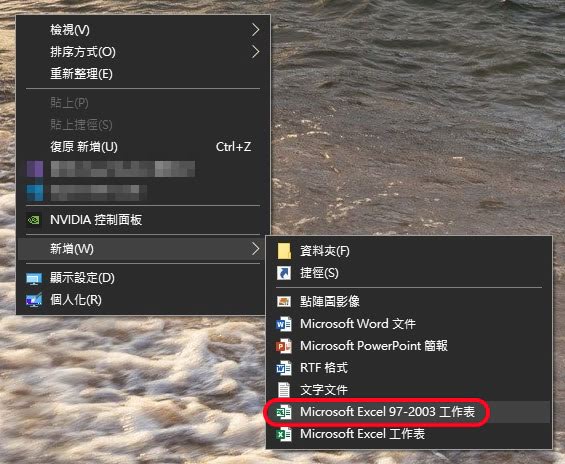 檢視(V)
排序方式(O)
重新整理(E)
貼上(P)
貼上捷徑(S)
復原 新增(U) Ctrl+Z
NVIDIA 控制面板
新增(W)
顯示設定(D)
個人化(R)
資料夾(F)
捷徑(S)
點陣圖影像
Microsoft Word 文件
Microsoft PowerPoint 簡報
RTF 格式
文字文件
Microsoft Excel 97-2003 工作表
Microsoft Excel 工作表